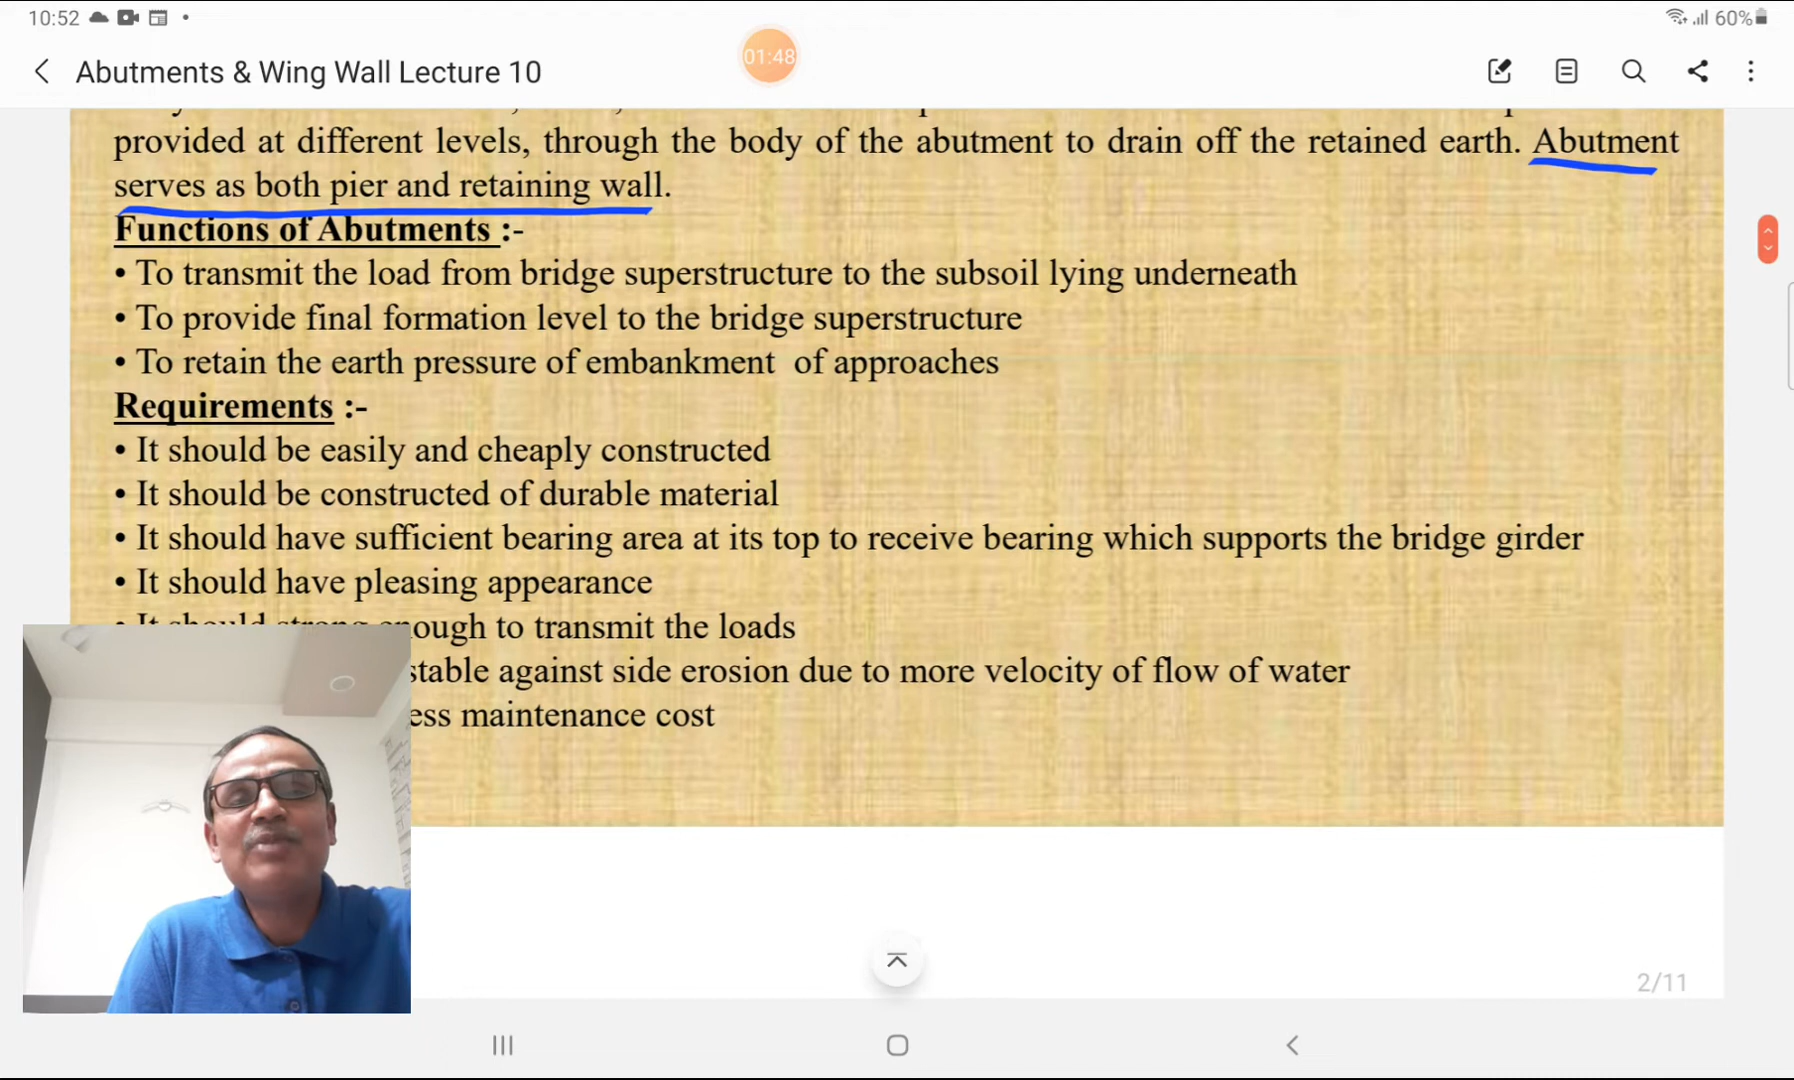 10:52
60%
01:48
Abutments & Wing Wall Lecture 10
provided at different levels, through the body of the abutment to drain off the retained earth. Abutment
serves as both pier and retaining wall.
Functions of Abutments :-
• To transmit the load from bridge superstructure to the subsoil lying underneath
• To provide final formation level to the bridge superstructure
• To retain the earth pressure of embankment of approaches
Requirements :-
• It should be easily and cheaply constructed
• It should be constructed of durable material
• It should have sufficient bearing area at its top to receive bearing which supports the bridge girder
• It should have pleasing appearance
• It should strong enough to transmit the loads
stable against side erosion due to more velocity of flow of water
maintenance cost
2/11